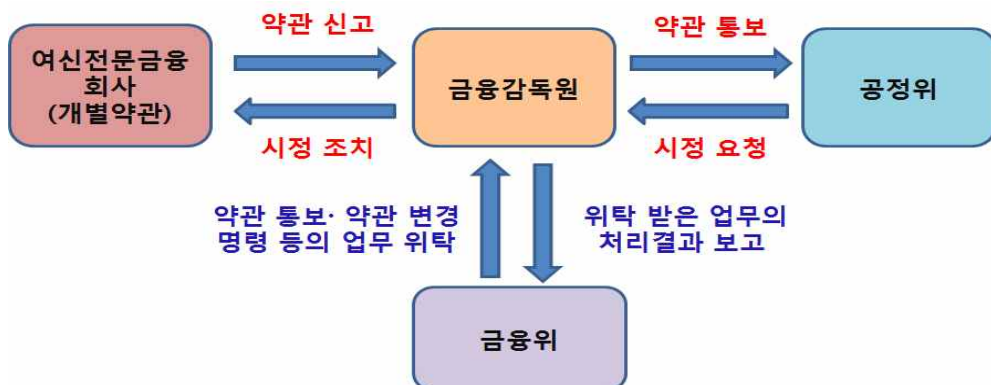 약관 신고
약관 통보
여신전문금융
회사
(개별약관)
금융감독원
공정위
시정 조치
시정 요청
약관 통보· 약관 변경
명령 등의 업무 위탁
위탁 받은 업무의
처리결과 보고
금융위